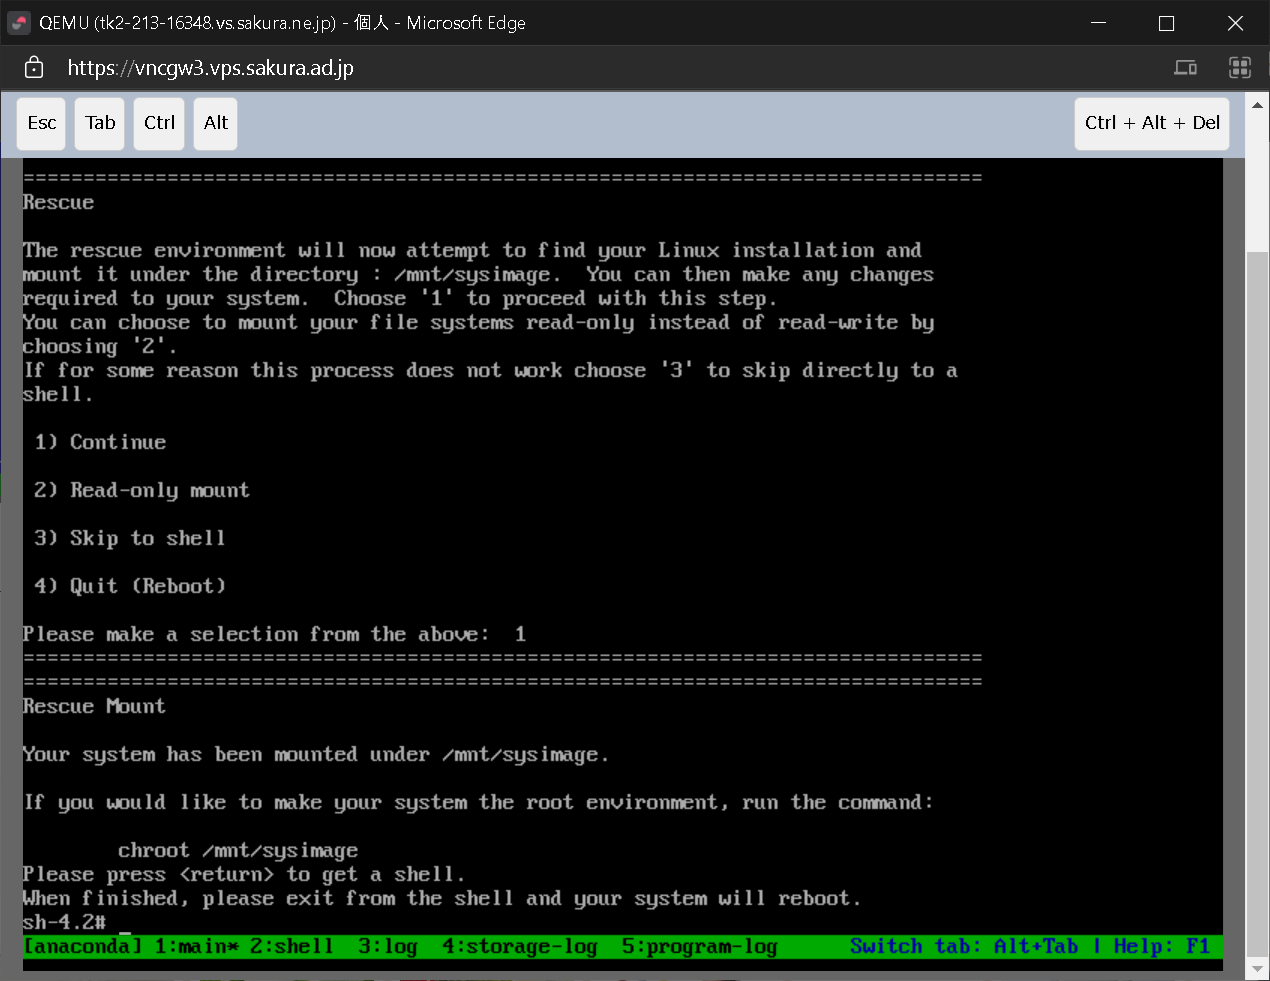 QEMU (tk2-213-16348.vs.sakura.ne.jp) - 個人 - Microsoft Edge
https://vncgw3.vps.sakura.ad.jp
Esc Tab Ctrl Alt Ctrl + Alt + Del
================================================================================
Rescue
The rescue environment will now attempt to find your Linux installation and
mount it under the directory : /mnt/sysimage.  You can then make any changes
required to your system.  Choose '1' to proceed with this step.
You can choose to mount your file systems read-only instead of read-write by
choosing '2'.
If for some reason this process does not work choose '3' to skip directly to a
shell.
1) Continue
2) Read-only mount
3) Skip to shell
4) Quit (Reboot)
Please make a selection from the above:  1
================================================================================
================================================================================
Rescue Mount
Your system has been mounted under /mnt/sysimage.
If you would like to make your system the root environment, run the command:
chroot /mnt/sysimage
Please press <return> to get a shell.
When finished, please exit from the shell and your system will reboot.
sh-4.2# _
[anaconda] 1:main* 2:shell  3:log  4:storage-log  5:program-log Switch tab: Alt+Tab | Help: F1